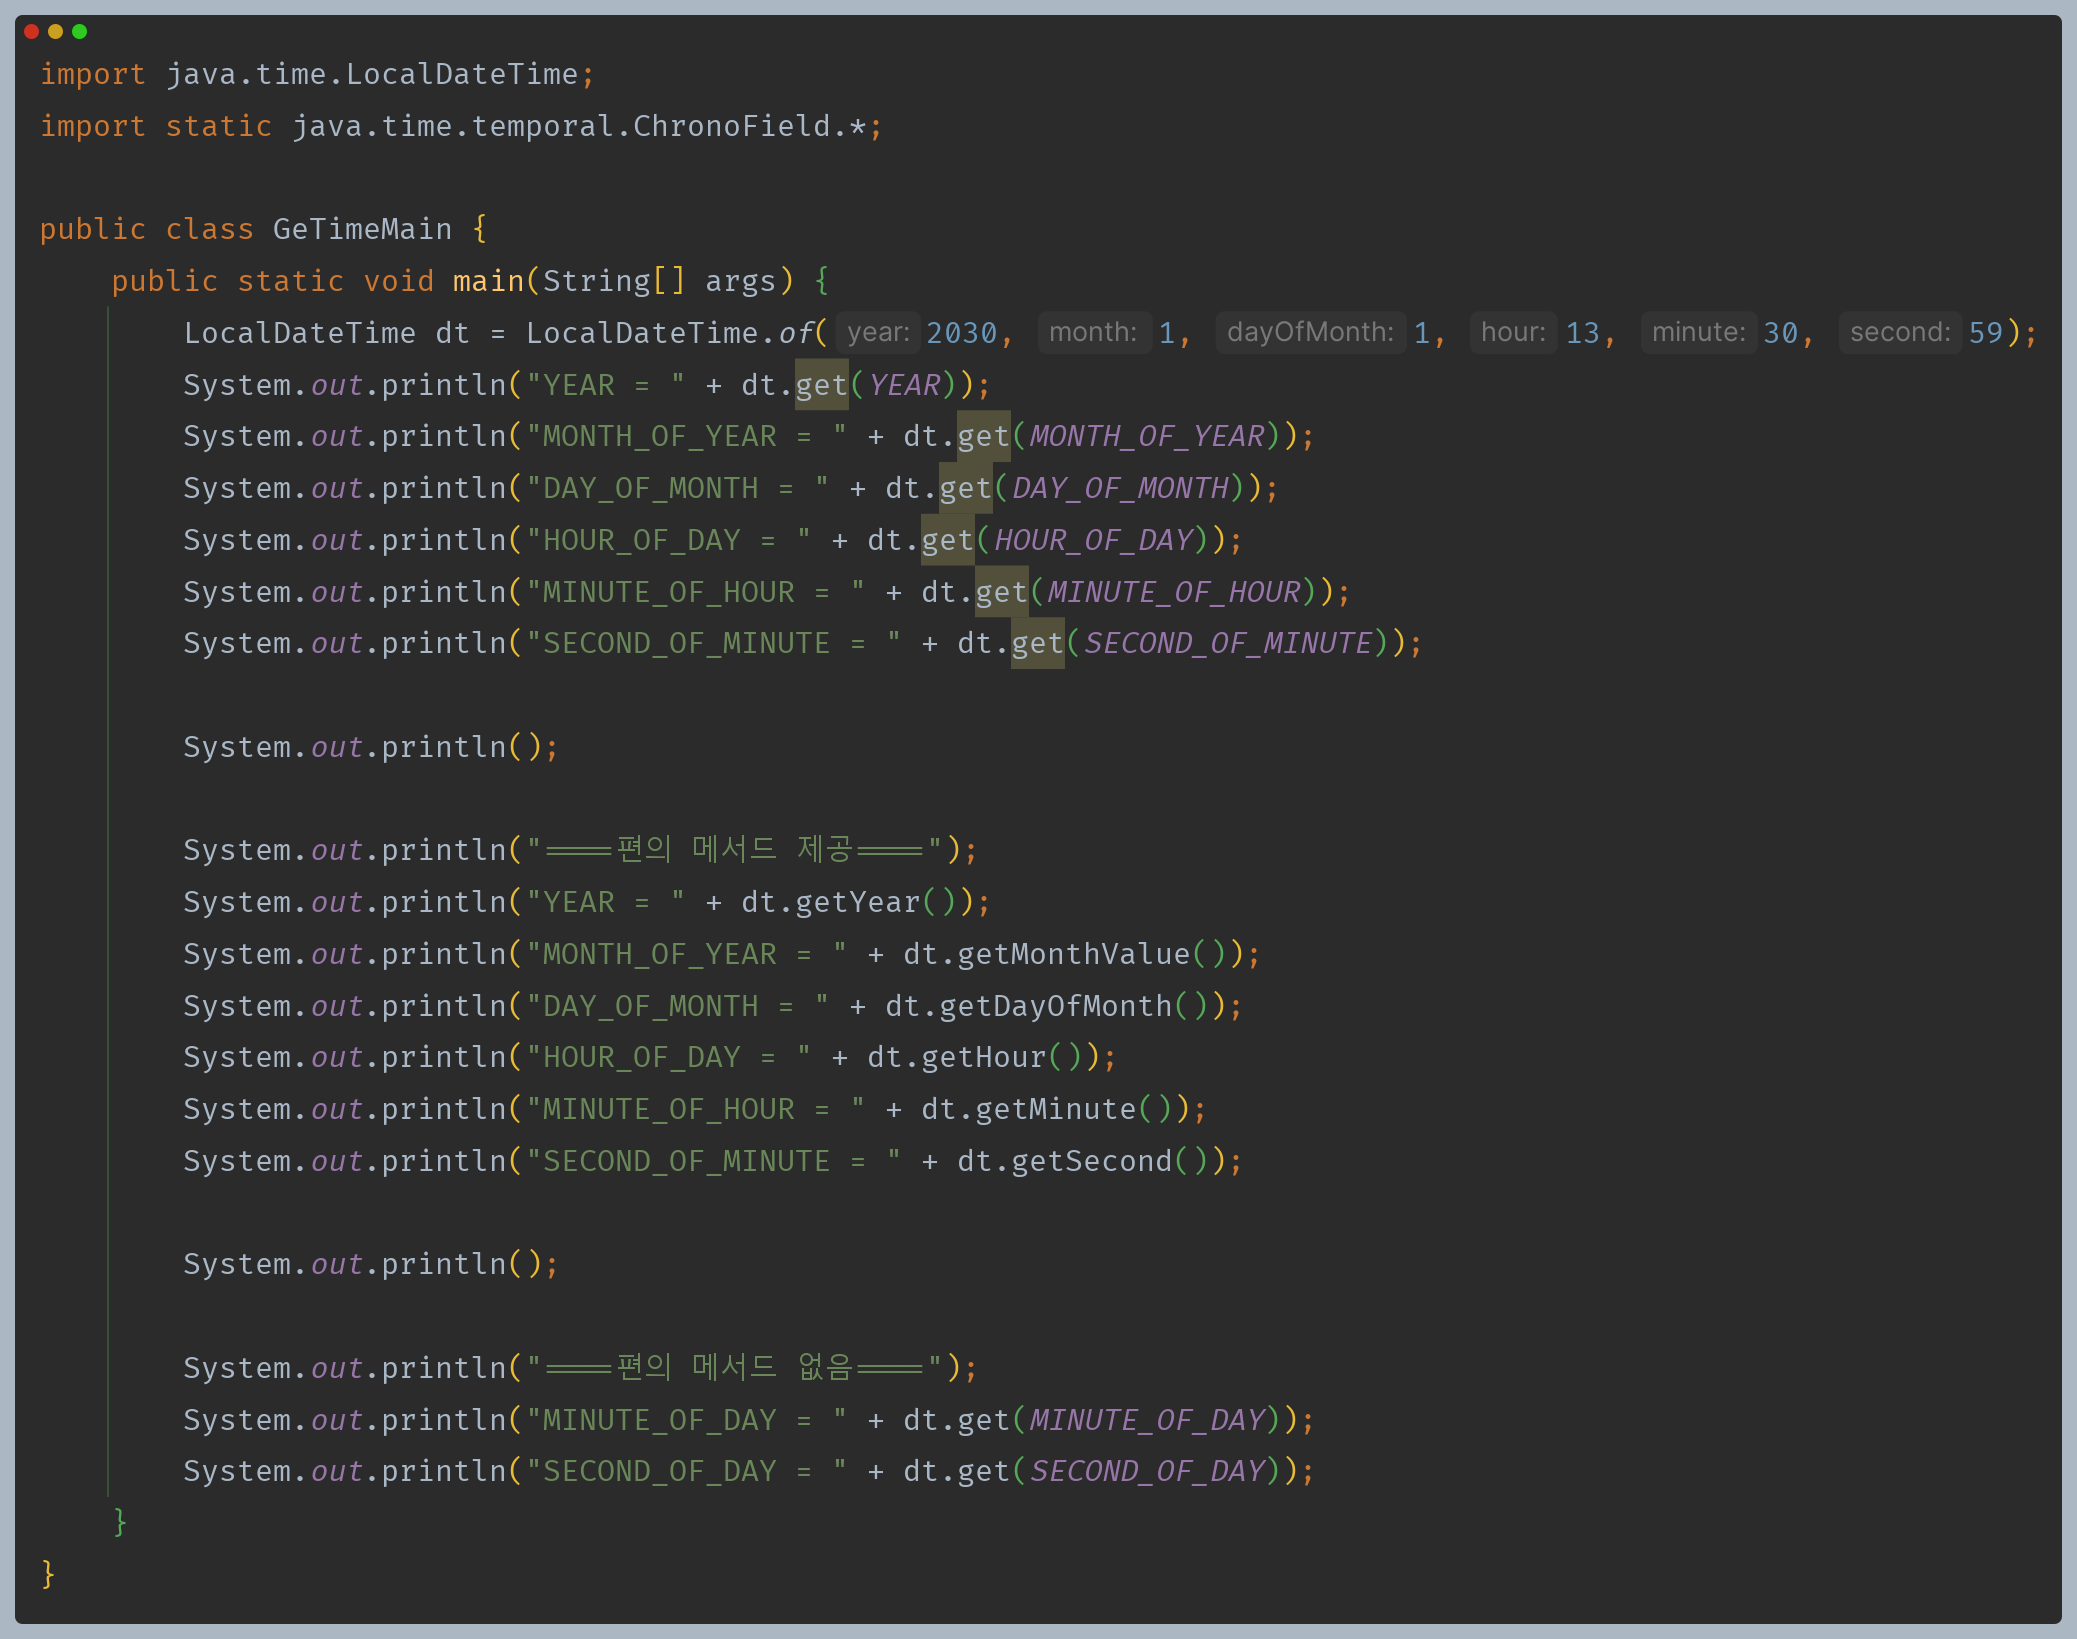 import java.time.LocalDateTime;
import static java.time.temporal.ChronoField.*;
public class GeTimeMain {
public static void main(String[] args) {
LocalDateTime dt = LocalDateTime.of( year: 2030, month: 1, dayOfMonth: 1, hour: 13, minute: 30, second: 59);
System.out.println("YEAR = " + dt.get(YEAR));
System.out.println("MONTH_OF_YEAR = " + dt.get(MONTH_OF_YEAR));
System.out.println("DAY_OF_MONTH = " + dt.get(DAY_OF_MONTH));
System.out.println("HOUR_OF_DAY = " + dt.get(HOUR_OF_DAY));
System.out.println("MINUTE_OF_HOUR = " + dt.get(MINUTE_OF_HOUR));
System.out.println("SECOND_OF_MINUTE = " + dt.get(SECOND_OF_MINUTE));
System.out.println();
System.out.println("====편의 메서드 제공====");
System.out.println("YEAR = " + dt.getYear());
System.out.println("MONTH_OF_YEAR = " + dt.getMonthValue());
System.out.println("DAY_OF_MONTH = " + dt.getDayOfMonth());
System.out.println("HOUR_OF_DAY = " + dt.getHour());
System.out.println("MINUTE_OF_HOUR = " + dt.getMinute());
System.out.println("SECOND_OF_MINUTE = " + dt.getSecond());
System.out.println();
System.out.println("====편의 메서드 없음====");
System.out.println("MINUTE_OF_DAY = " + dt.get(MINUTE_OF_DAY));
System.out.println("SECOND_OF_DAY = " + dt.get(SECOND_OF_DAY));
}
}